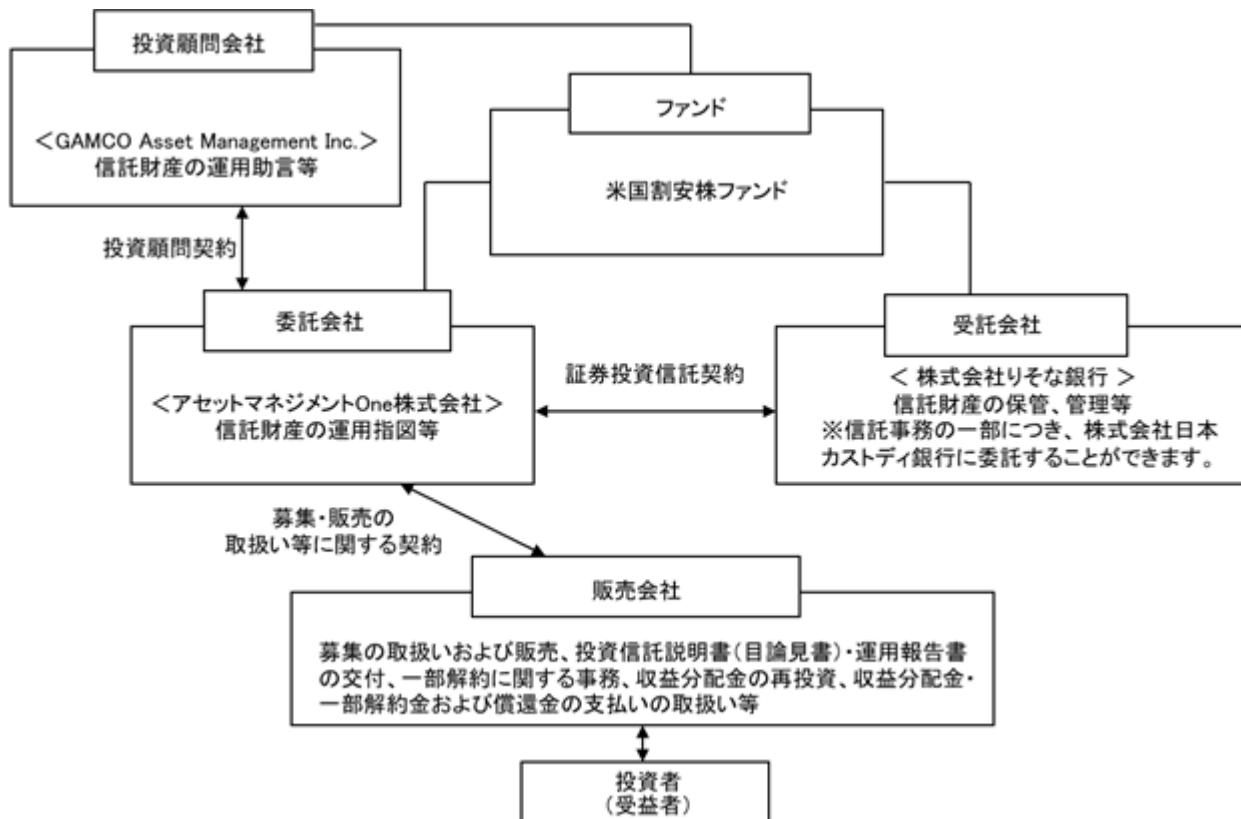 投資顧問会社
<GAMCO Asset Management Inc.>
信託財産の運用助言等
ファンド
米国割安株ファンド
投資顧問契約
委託会社
<アセットマネジメントOne株式会社>
信託財産の運用指図等
証券投資信託契約
受託会社
< 株式会社りそな銀行 >
信託財産の保管、管理等
※信託事務の一部につき、株式会社日本
カストディ銀行に委託することができます。
募集・販売の
取扱い等に関する契約
販売会社
募集の取扱いおよび販売、投資信託説明書(目論見書)・運用報告書
の交付、一部解約に関する事務、収益分配金の再投資、収益分配金・
一部解約金および償還金の支払いの取扱い等
投資者
(受益者)